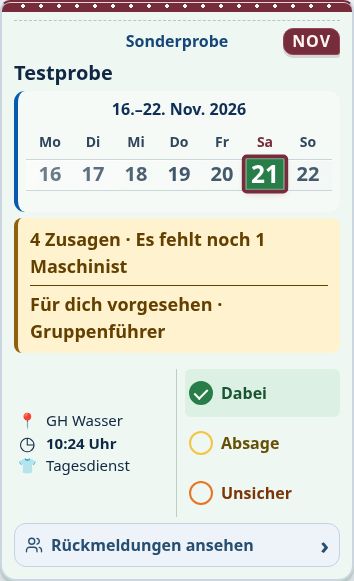 Sonderprobe
NOV
Testprobe
16.–22. Nov. 2026
Mo Di Mi Do Fr Sa So
16 17 18 19 20 21 22
4 Zusagen · Es fehlt noch 1
Maschinist
Für dich vorgesehen ·
Gruppenführer
GH Wasser
10:24 Uhr
Tagesdienst
Dabei
Absage
Unsicher
Rückmeldungen ansehen